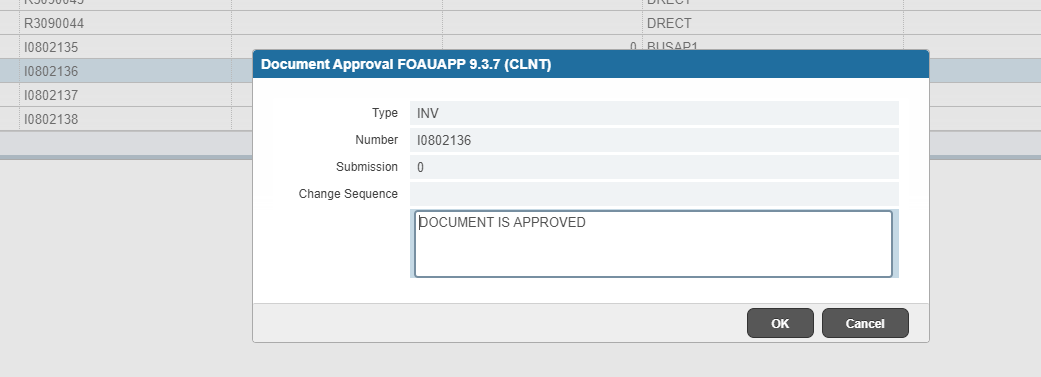 DRECT
R3090044 DRECT
I0802135 0 BUSAP1
I0802136
I0802137
I0802138
Document Approval FOAUAPP 9.3.7 (CLNT)
Type INV
Number I0802136
Submission 0
Change Sequence
DOCUMENT IS APPROVED
OK Cancel